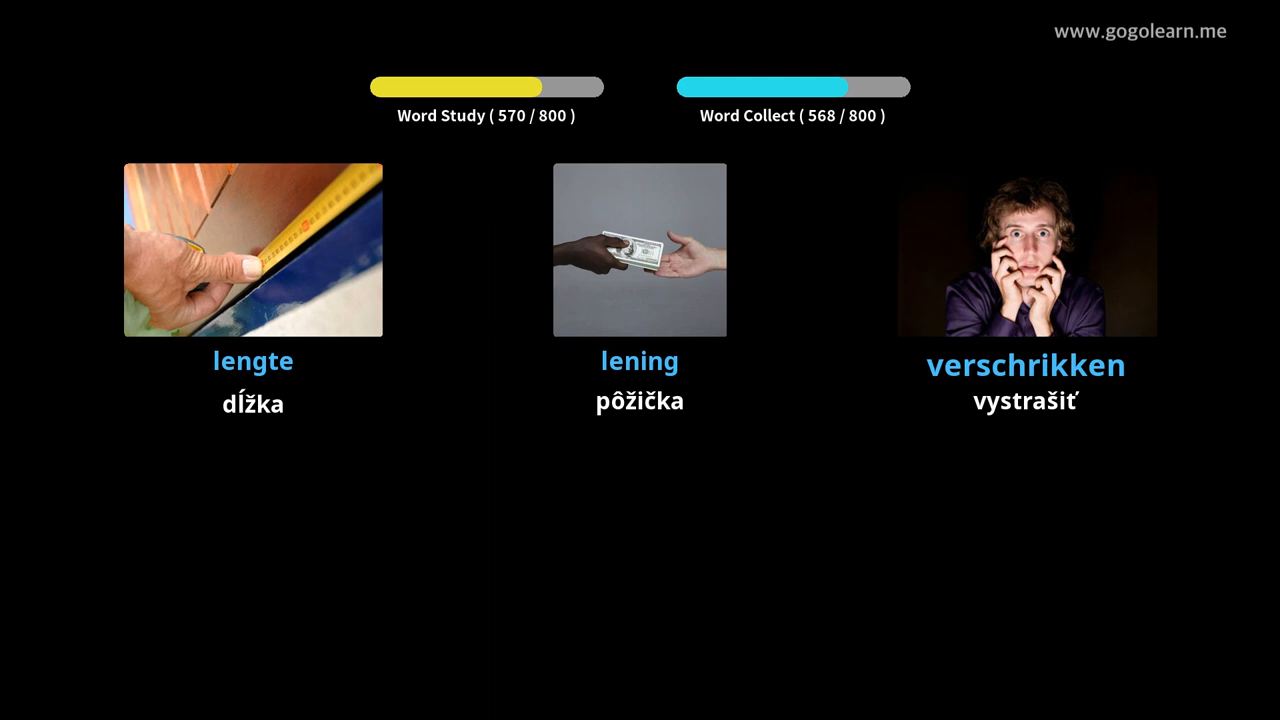 www.gogolearn.me
Word Study ( 570 / 800 )
Word Collect ( 568 / 800 )
lengte
dĺžka
lening
pôžička
verschrikken
vystrašiť